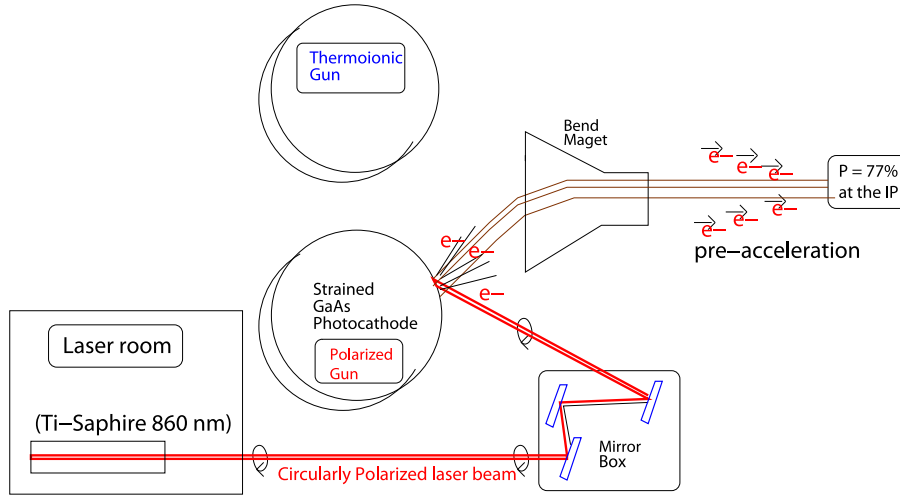 Thermoionic
Gun
Bend
Maget
e−
e−
e−
P = 77%
at the IP
e−
e−
e−
pre−acceleration
e−
e−
e−
Strained
GaAs
Photocathode
Polarized
Gun
Laser room
(Ti−Saphire 860 nm)
Mirror
Box
Circularly Polarized laser beam